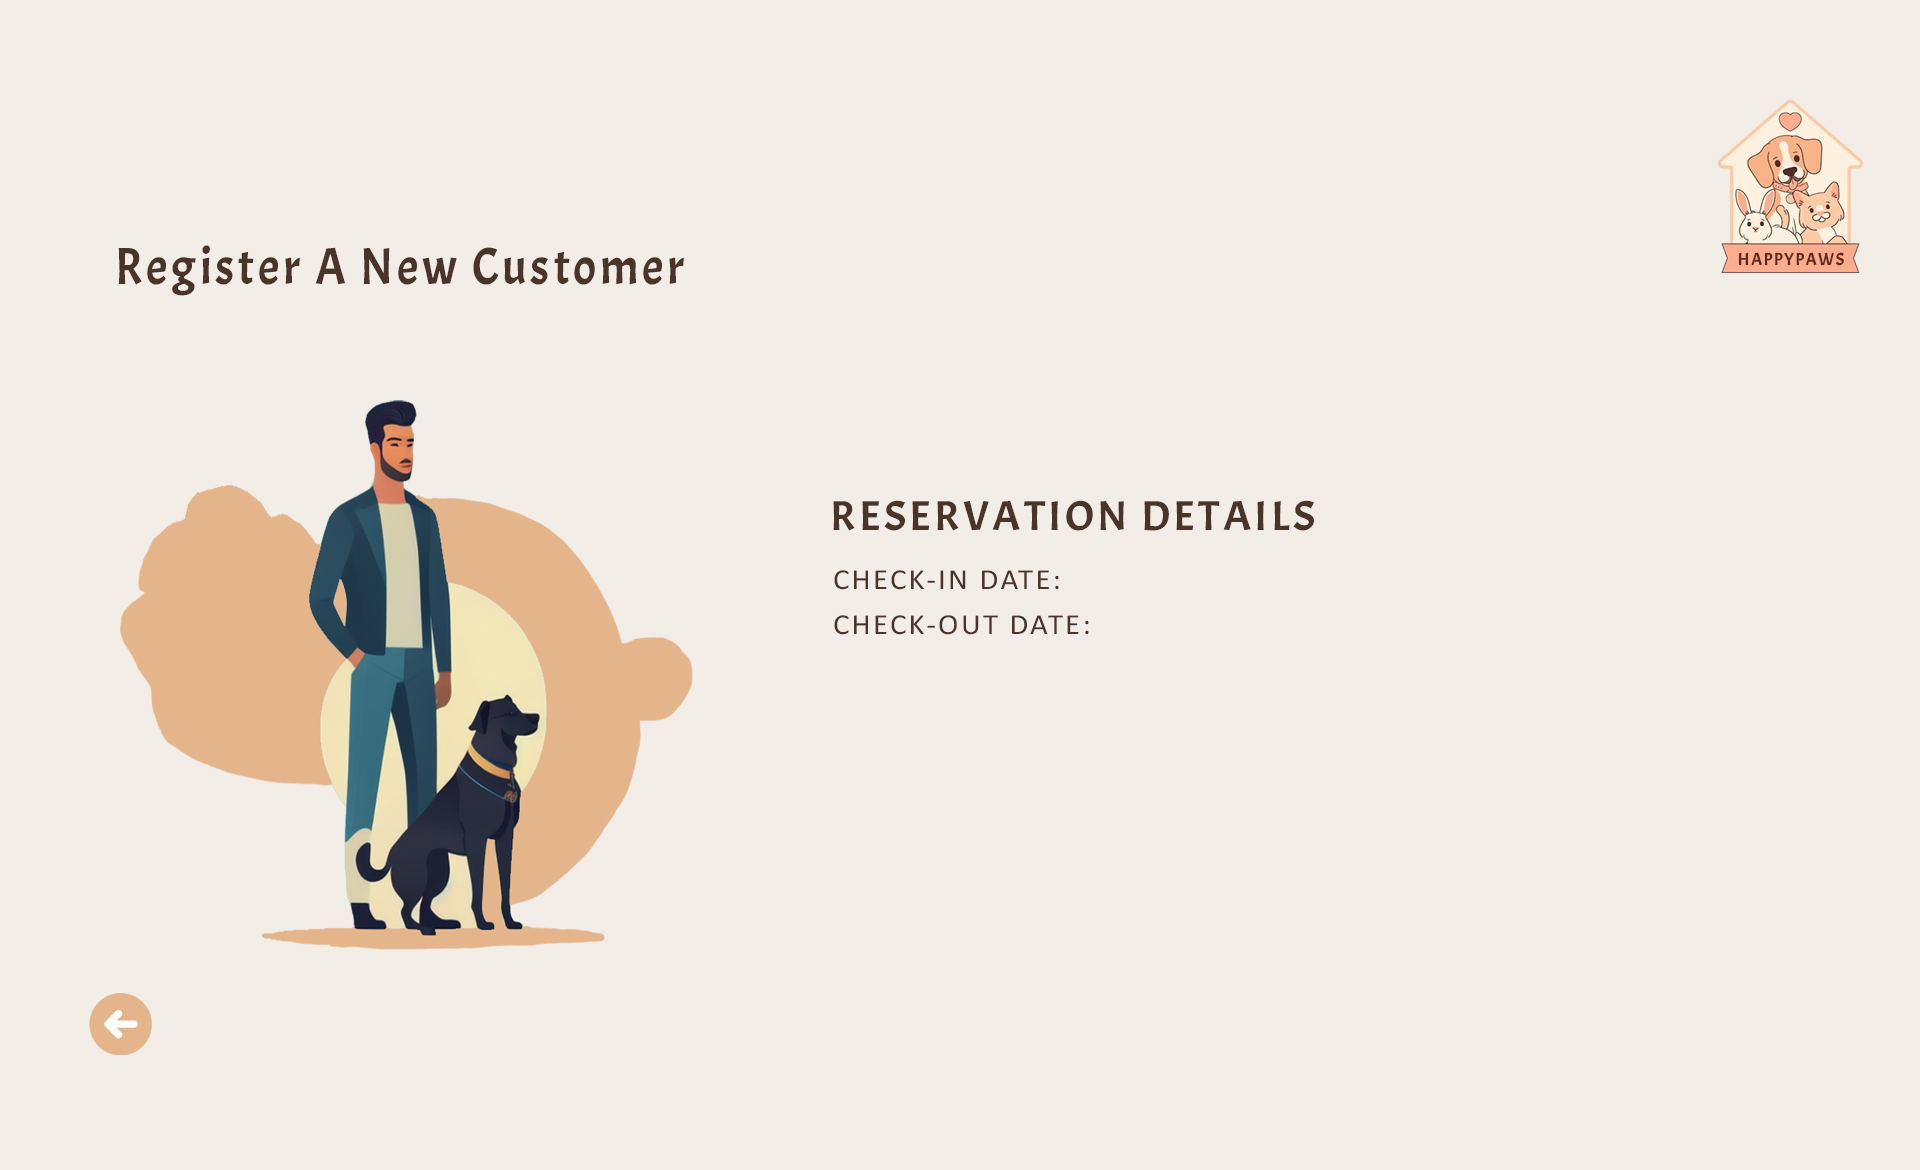 HAPPYPAWS
Register A New Customer
RESERVATION DETAILS
CHECK-IN DATE:
CHECK-OUT DATE: